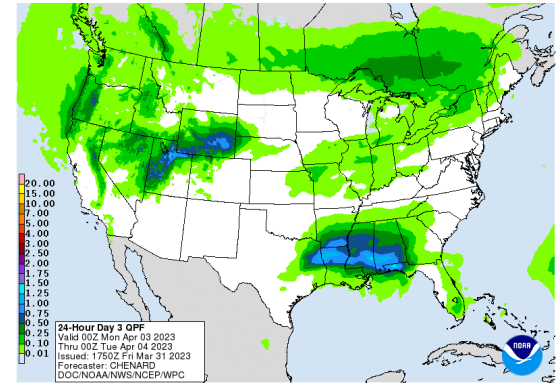 20.00
15.00
10.00
7.00
5.00
4.00
3.00
2.50
2.00
1.75
1.50
1.25
1.00
0.75
0.50
0.25
0.10
0.01
24-Hour Day 3 QPF
Valid 00Z Mon Apr 03 2023
Thru 00Z Tue Apr 04 2023
Issued: 1750Z Fri Mar 31 2023
Forecaster: CHENARD
DOC/NOAA/NWS/NCEP/WPC
NOAA